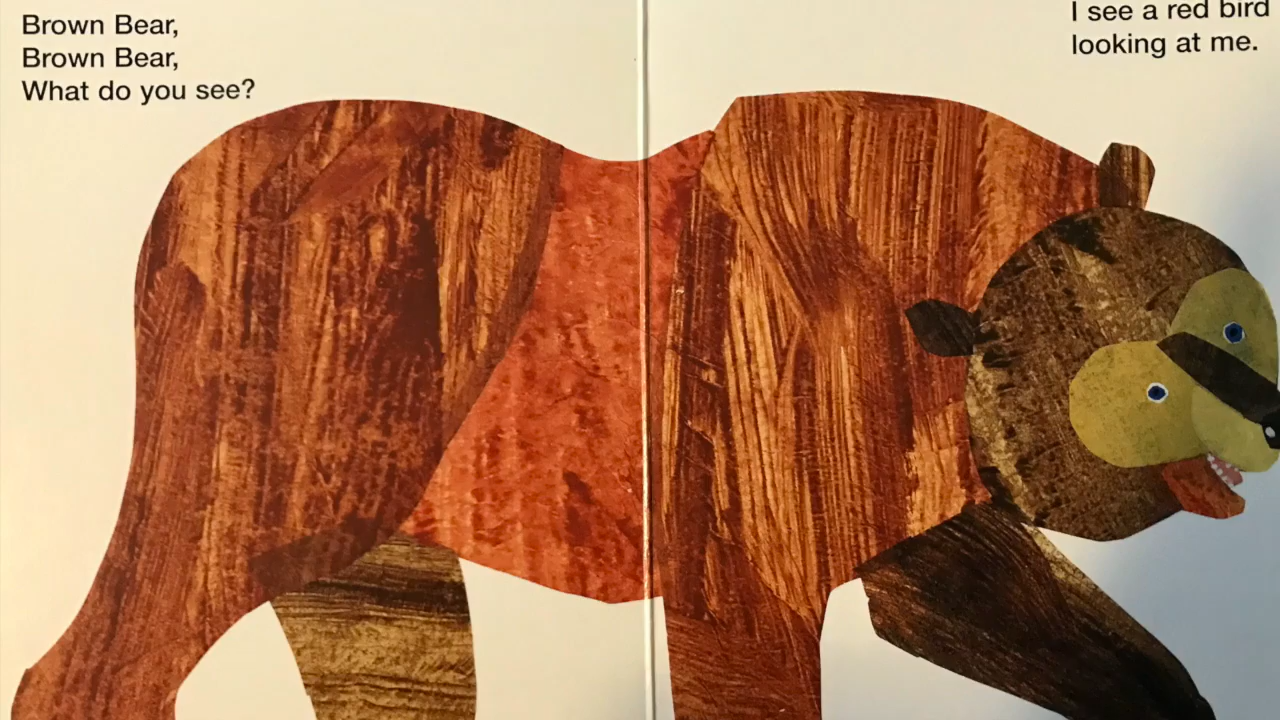 Brown Bear,
Brown Bear,
What do you see?
I see a red bird
looking at me.